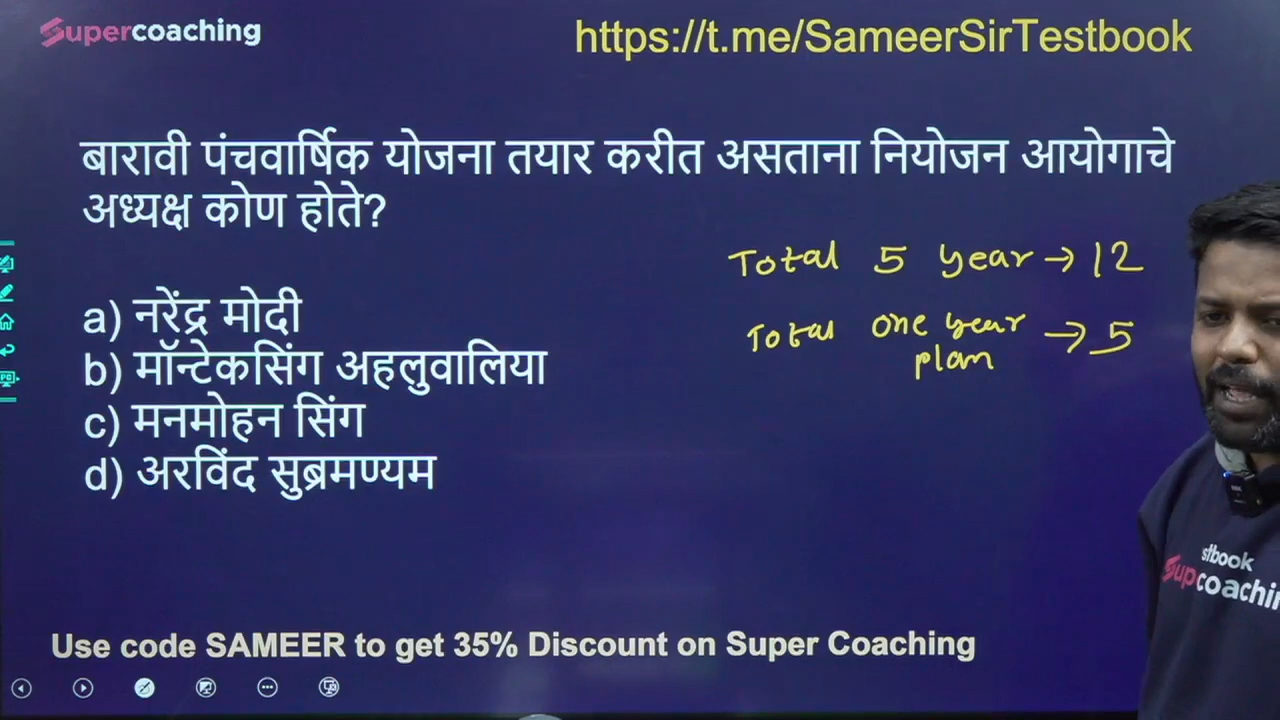 Supercoaching
https://t.me/SameerSirTestbook
बारावी पंचवार्षिक योजना तयार करीत असताना नियोजन आयोगाचे
अध्यक्ष कोण होते?
Total 5 year → 12
Total one year → 5
plan
a) नरेंद्र मोदी
b) मॉन्टेकसिंग अहलुवालिया
c) मनमोहन सिंग
d) अरविंद सुब्रमण्यम
stbook
Supcoachin
Use code SAMEER to get 35% Discount on Super Coaching